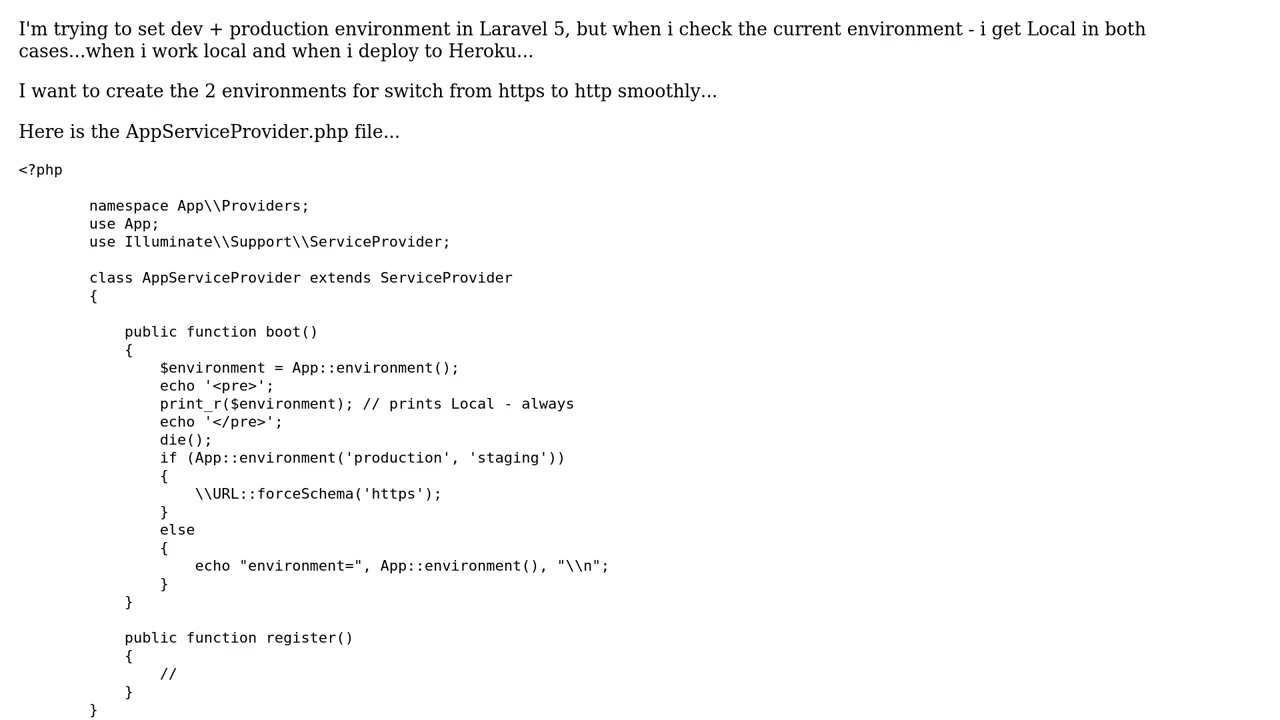 I'm trying to set dev + production environment in Laravel 5, but when i check the current environment - i get Local in both
cases...when i work local and when i deploy to Heroku...
I want to create the 2 environments for switch from https to http smoothly...
Here is the AppServiceProvider.php file...
<?php
namespace App\\Providers;
use App;
use Illuminate\\Support\\ServiceProvider;
class AppServiceProvider extends ServiceProvider
{
public function boot()
{
$environment = App::environment();
echo '<pre>';
print_r($environment); // prints Local - always
echo '</pre>';
die();
if (App::environment('production', 'staging'))
{
\\URL::forceSchema('https');
}
else
{
echo "environment=", App::environment(), "\\n";
}
}
public function register()
{
//
}
}